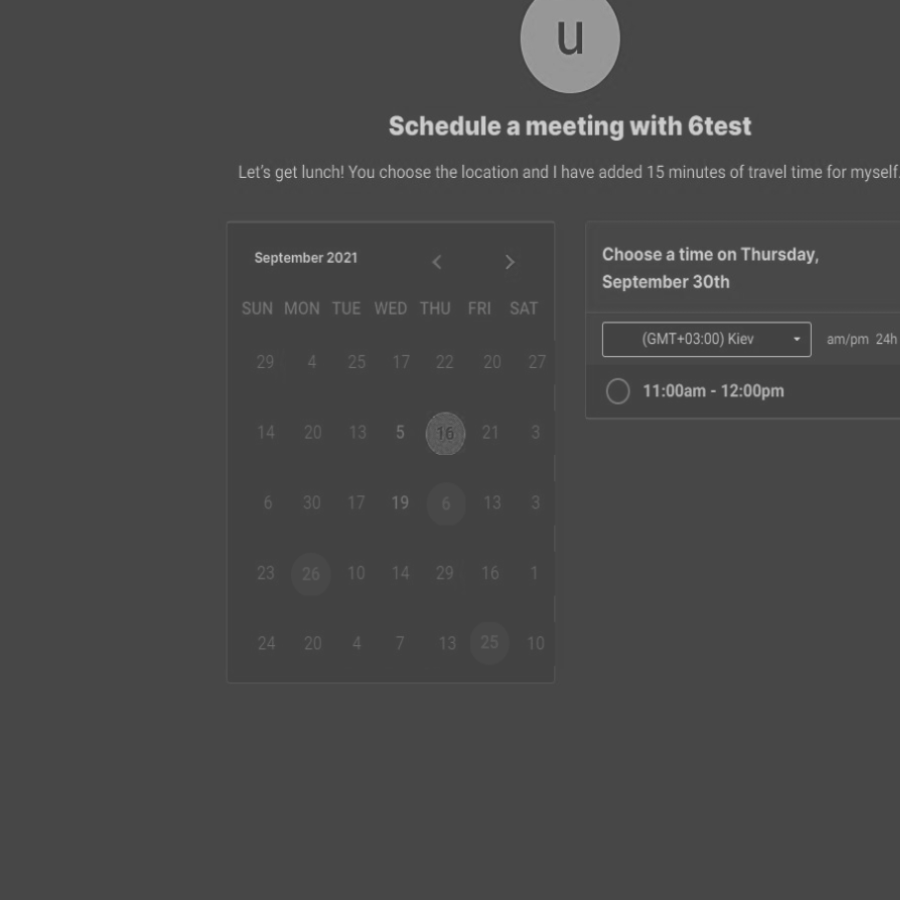 u
Schedule a meeting with 6test
Let's get lunch! You choose the location and I have added 15 minutes of travel time for myself.
September 2021
SUN MON TUE WED THU FRI SAT
29 4 25 17 22 20 27
14 20 13 5 16 21 3
6 30 17 19 6 13 3
23 26 10 14 29 16 1
24 20 4 7 13 25 10
Choose a time on Thursday,
September 30th
(GMT+03:00) Kiev am/pm 24h
11:00am - 12:00pm